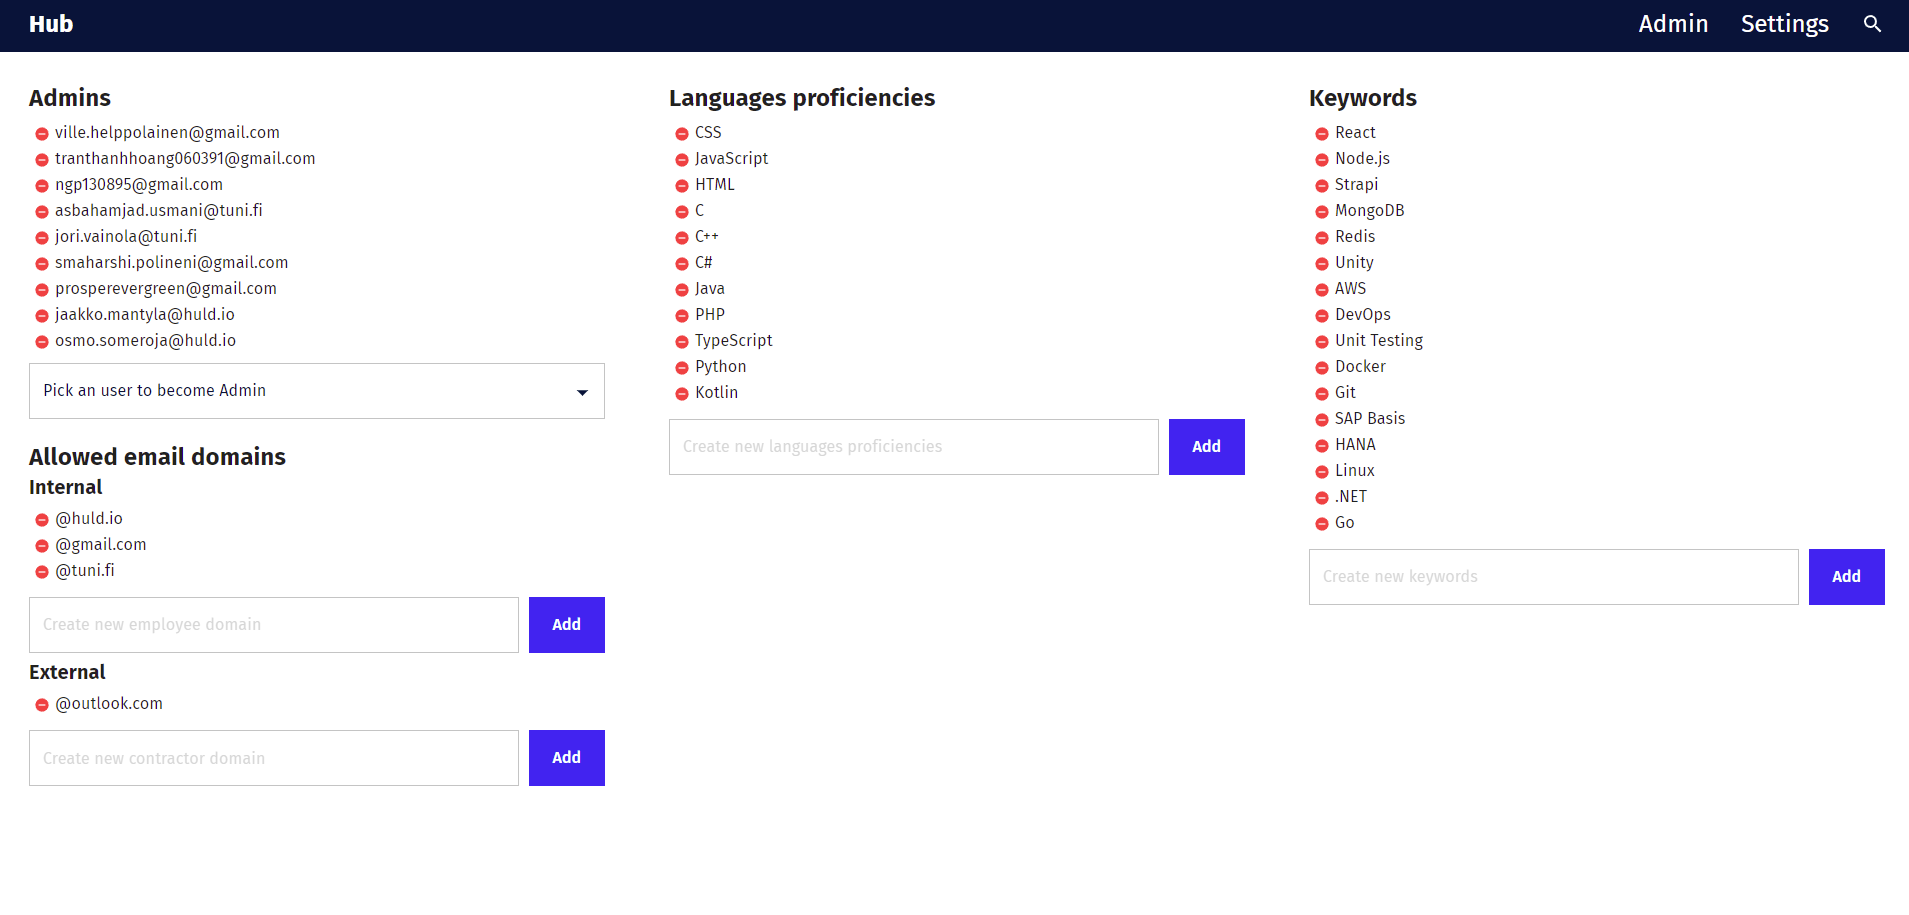 Hub
Admin
Settings
Admins
ville.helppolainen@gmail.com
tranthanhhoang060391@gmail.com
ngp130895@gmail.com
asbahamjad.usmani@tuni.fi
jori.vainola@tuni.fi
smaharshi.polineni@gmail.com
prosperevergreen@gmail.com
jaakko.mantyla@huld.io
osmo.someroja@huld.io
Pick an user to become Admin
Allowed email domains
Internal
@huld.io
@gmail.com
@tuni.fi
Create new employee domain
Add
External
@outlook.com
Create new contractor domain
Add
Languages proficiencies
CSS
JavaScript
HTML
C
C++
C#
Java
PHP
TypeScript
Python
Kotlin
Create new languages proficiencies
Add
Keywords
React
Node.js
Strapi
MongoDB
Redis
Unity
AWS
DevOps
Unit Testing
Docker
Git
SAP Basis
HANA
Linux
.NET
Go
Create new keywords
Add